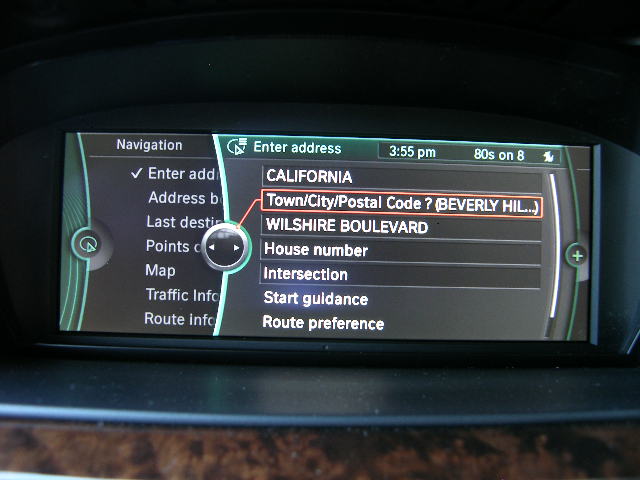 Navigation
Enter address 3:55 pm 80s on 8
✓ Enter add
Address b
Last destin
Points o
Map
Traffic Info
Route info
CALIFORNIA
Town/City/Postal Code ? (BEVERLY HIL...)
WILSHIRE BOULEVARD
House number
Intersection
Start guidance
Route preference